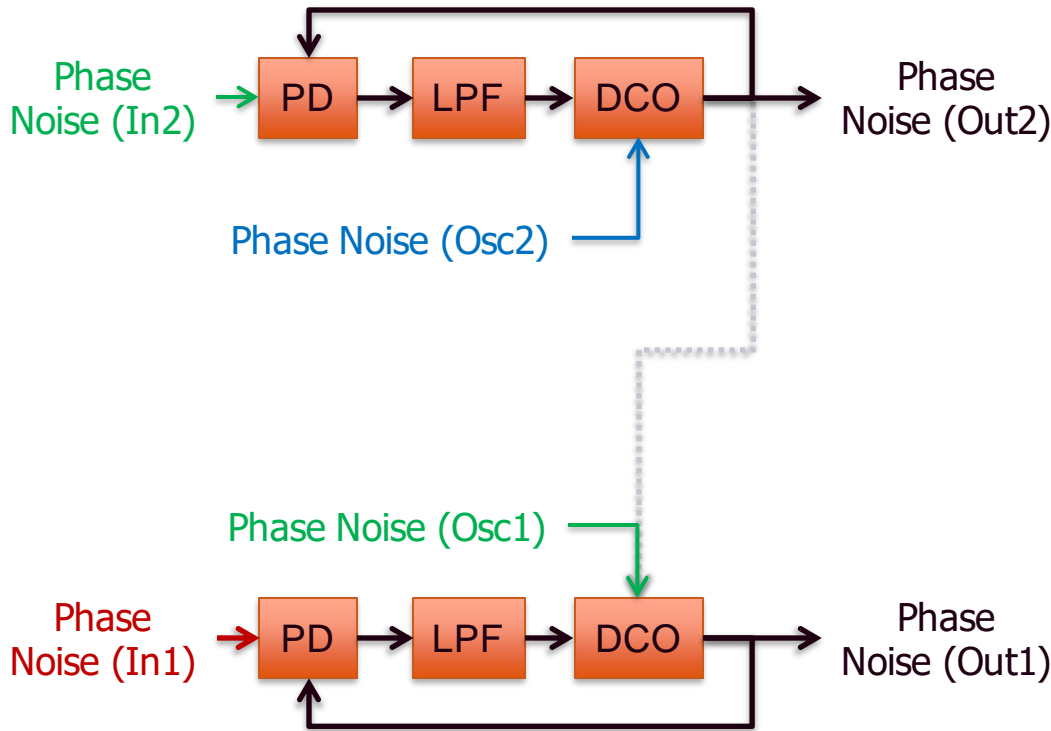 Phase
Noise (In2)
PD
LPF
DCO
Phase
Noise (Out2)
Phase Noise (Osc2)
Phase Noise (Osc1)
Phase
Noise (In1)
PD
LPF
DCO
Phase
Noise (Out1)